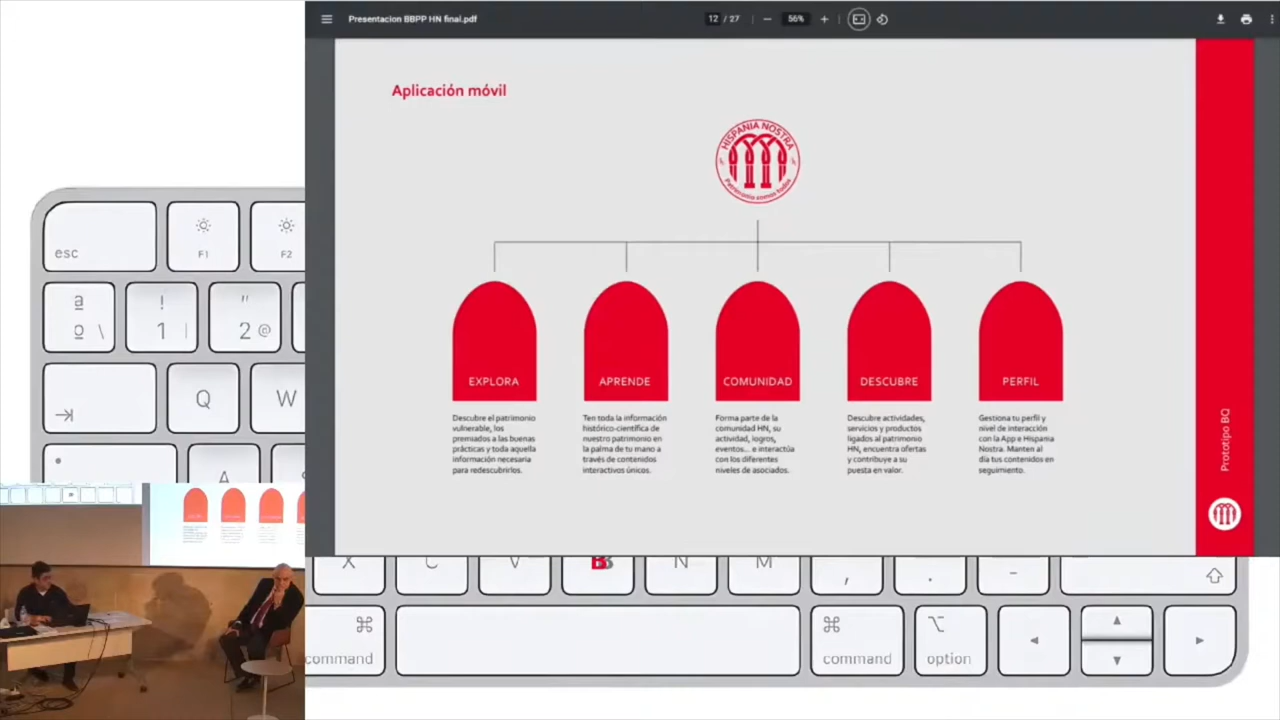 Presentacion BBPP HN final.pdf
12 / 27
56%
Aplicación móvil
HISPANIA NOSTRA
Patrimonio somos todos
EXPLORA
Descubre el patrimonio
vulnerable, los
premiados a las buenas
prácticas y toda aquella
información necesaria
para redescubrirlos.
APRENDE
Ten toda la información
histórico-científica de
nuestro patrimonio en
la palma de tu mano a
través de contenidos
interactivos únicos.
COMUNIDAD
Forma parte de la
comunidad HN, su
actividad, logros,
eventos... e interactúa
con los diferentes
niveles de asociados.
DESCUBRE
Descubre actividades,
servicios y productos
ligados al patrimonio
HN, encuentra ofertas
y contribuye a su
puesta en valor.
PERFIL
Gestiona tu perfil y
nivel de interacción
con la App e Hispania
Nostra. Manten al
día tus contenidos en
seguimiento.
Prototipo BQ
esc
F1
F2
ª
º \
!
1 |
"
2 @
Q
W
A
X
C
V
B
N
M
,
.
-
⌘
command
⌘
command
⌥
option